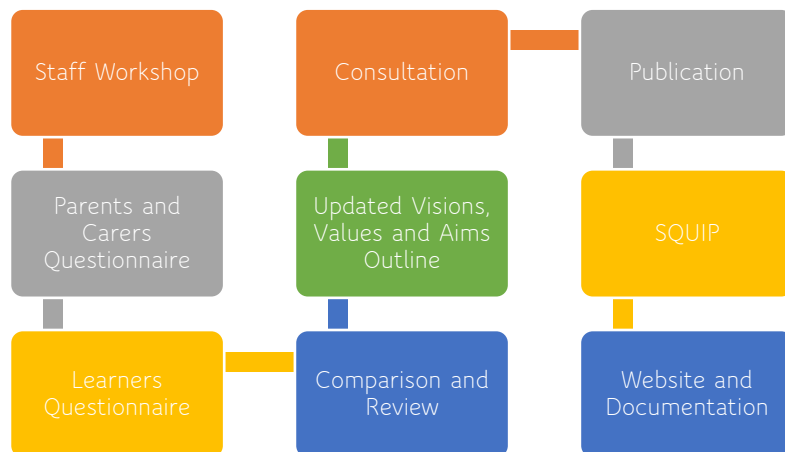 Staff Workshop
Parents and
Carers
Questionnaire
Learners
Questionnaire
Comparison and
Review
Updated Visions,
Values and Aims
Outline
Consultation
Publication
SQUIP
Website and
Documentation